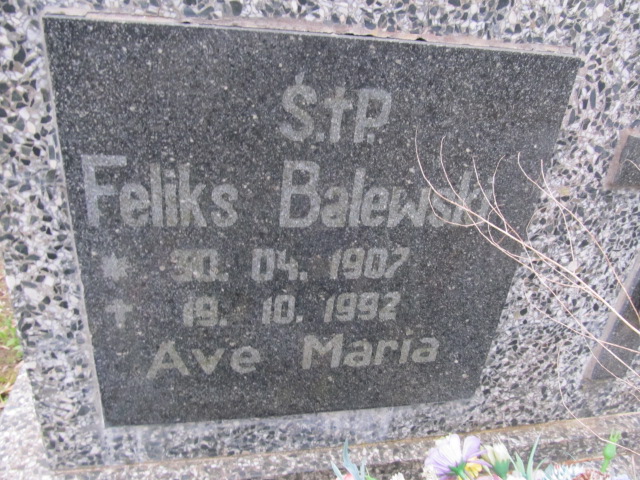 Ś.†P.
Feliks Balewski
* 30. 04. 1907
† 19. 10. 1992
Ave Maria